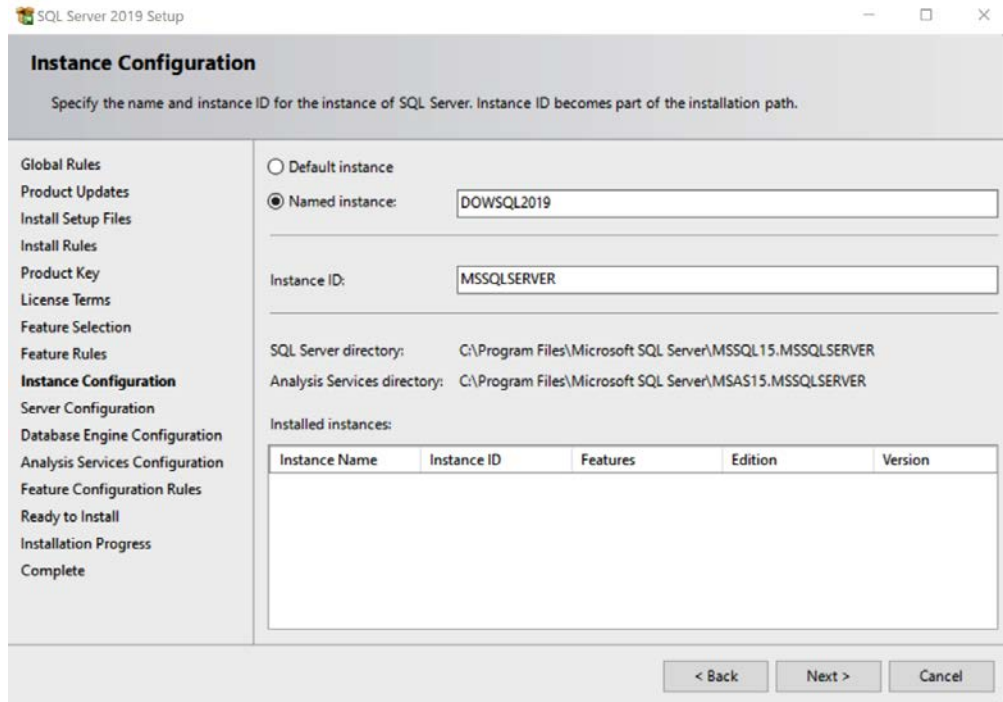 SQL Server 2019 Setup
Instance Configuration
Specify the name and instance ID for the instance of SQL Server. Instance ID becomes part of the installation path.
Global Rules
Product Updates
Install Setup Files
Install Rules
Product Key
License Terms
Feature Selection
Feature Rules
Instance Configuration
Server Configuration
Database Engine Configuration
Analysis Services Configuration
Feature Configuration Rules
Ready to Install
Installation Progress
Complete
Default instance
Named instance: DOWSQL2019
Instance ID: MSSQLSERVER
SQL Server directory: C:\Program Files\Microsoft SQL Server\MSSQL15.MSSQLSERVER
Analysis Services directory: C:\Program Files\Microsoft SQL Server\MSAS15.MSSQLSERVER
Installed instances:
Instance Name Instance ID Features Edition Version
< Back Next > Cancel